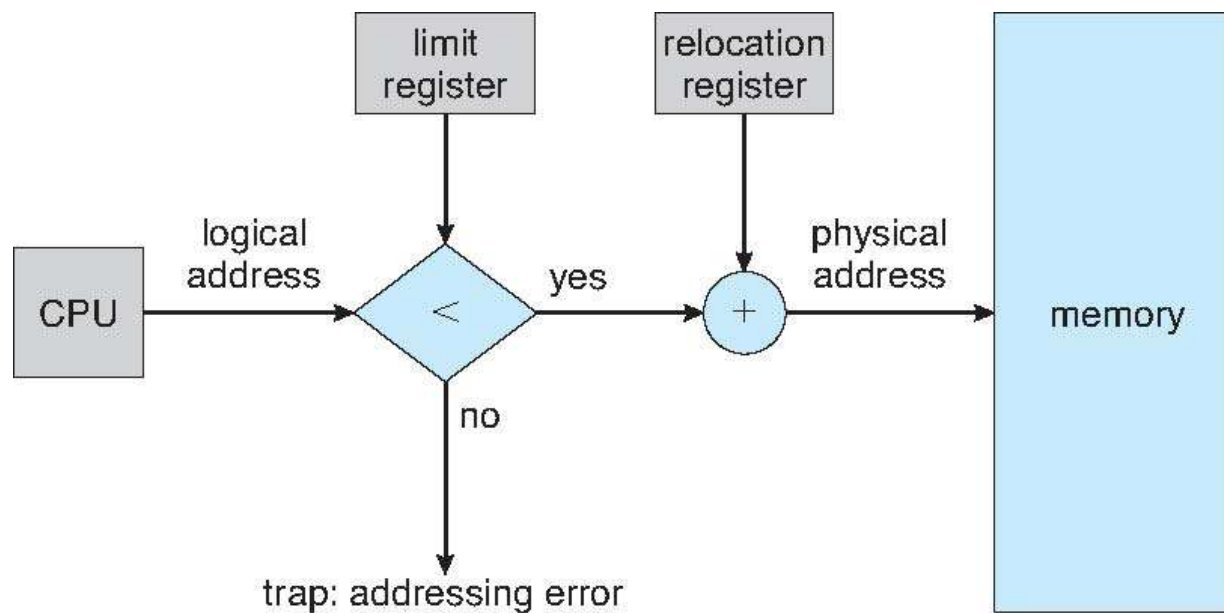 limit
register
relocation
register
logical
address
physical
address
CPU
<
yes
+
memory
no
trap: addressing error